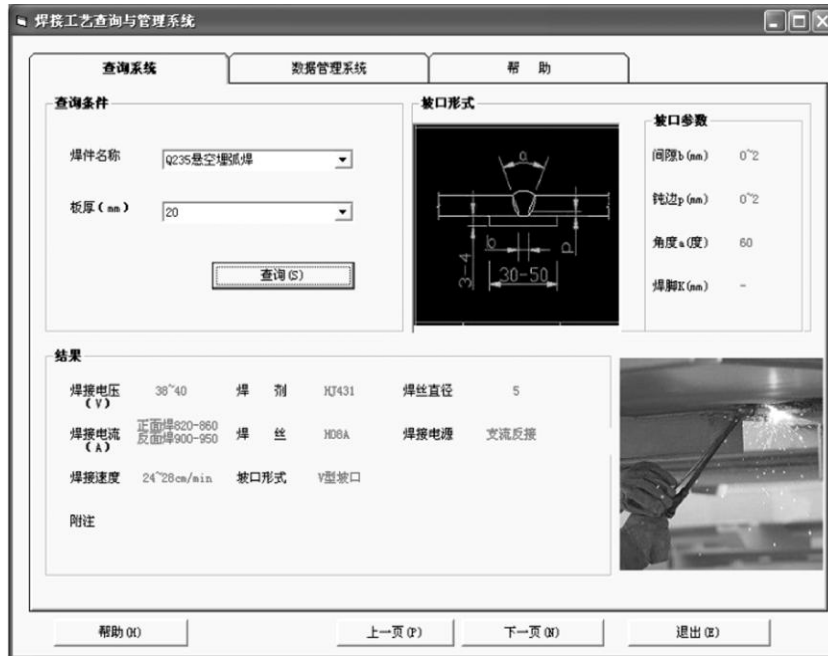 焊接工艺查询与管理系统
查询系统 数据管理系统 帮 助
查询条件
焊件名称 Q235悬空埋弧焊
板厚(mm) 20
查询(S)
坡口形式
α
b
p
3-4
30-50
坡口参数
间隙b(mm) 0~2
钝边p(mm) 0~2
角度a(度) 60
焊脚K(mm) -
结果
焊接电压(V) 38~40 焊 剂 HJ431 焊丝直径 5
焊接电流(A) 正面焊820-860 反面焊900-950 焊 丝 H08A 焊接电源 支流反接
焊接速度 24~28cm/min 坡口形式 V型坡口
附注
帮助(H) 上一页(P) 下一页(N) 退出(E)